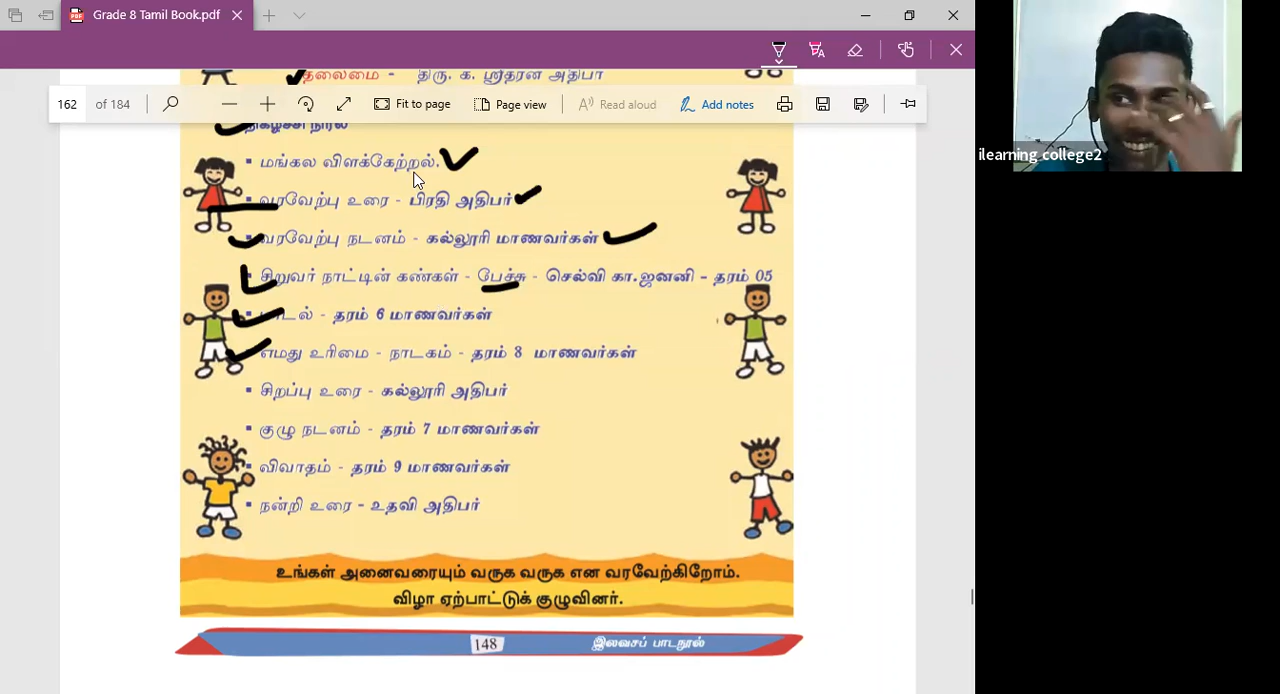 Grade 8 Tamil Book.pdf
தலைமை - திரு. க. ஸ்ரீதரன் அதிபர்
162 of 184 Fit to page Page view Read aloud Add notes
நிகழ்ச்சி நிரல்
▪ மங்கல விளக்கேற்றல்.
▪ வரவேற்பு உரை - பிரதி அதிபர்
▪ வரவேற்பு நடனம் - கல்லூரி மாணவர்கள்
▪ சிறுவர் நாட்டின் கண்கள் - பேச்சு - செல்வி கா.ஜனனி - தரம் 05
▪ பாடல் - தரம் 6 மாணவர்கள்
▪ எமது உரிமை - நாடகம் - தரம் 8 மாணவர்கள்
▪ சிறப்பு உரை - கல்லூரி அதிபர்
▪ குழு நடனம் - தரம் 7 மாணவர்கள்
▪ விவாதம் - தரம் 9 மாணவர்கள்
▪ நன்றி உரை - உதவி அதிபர்
உங்கள் அனைவரையும் வருக வருக என வரவேற்கிறோம்.
விழா ஏற்பாட்டுக் குழுவினர்.
148 இலவசப் பாடநூல்
ilearning_college2